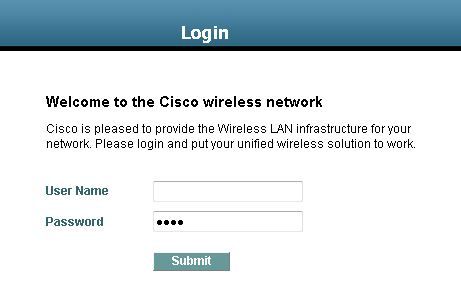 Login
Welcome to the Cisco wireless network
Cisco is pleased to provide the Wireless LAN infrastructure for your
network. Please login and put your unified wireless solution to work.
User Name
Password ●●●●
Submit